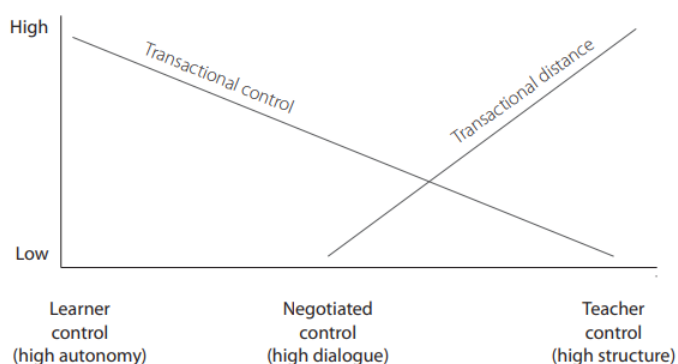 High
Transactional control
Transactional distance
Low
Learner
control
(high autonomy)
Negotiated
control
(high dialogue)
Teacher
control
(high structure)